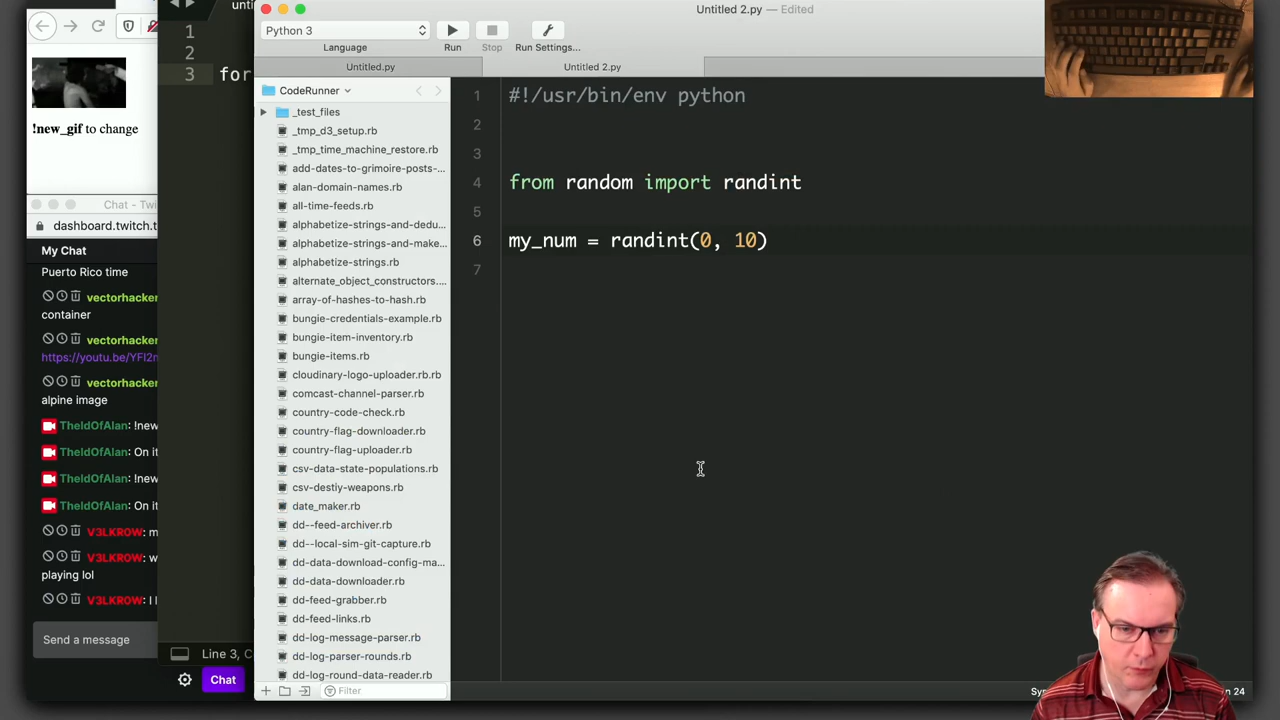 !new_gif to change
Chat - Tw
dashboard.twitch.tv
My Chat
Puerto Rico time
vectorhacker
container
vectorhacker
https://youtu.be/YFl2m
vectorhacker
alpine image
TheIdOfAlan: !new
TheIdOfAlan: On it
TheIdOfAlan: !new
TheIdOfAlan: On it
V3LKR0W: m
V3LKR0W: w
playing lol
V3LKR0W: I
Send a message
Chat
unti
1
2
3 for
Line 3, C
Untitled 2.py — Edited
Python 3
Language Run Stop Run Settings...
Untitled.py Untitled 2.py
CodeRunner
_test_files
_tmp_d3_setup.rb
_tmp_time_machine_restore.rb
add-dates-to-grimoire-posts-...
alan-domain-names.rb
all-time-feeds.rb
alphabetize-strings-and-dedu...
alphabetize-strings-and-make...
alphabetize-strings.rb
alternate_object_constructors....
array-of-hashes-to-hash.rb
bungie-credentials-example.rb
bungie-item-inventory.rb
bungie-items.rb
cloudinary-logo-uploader.rb
comcast-channel-parser.rb
country-code-check.rb
country-flag-downloader.rb
country-flag-uploader.rb
csv-data-state-populations.rb
csv-destiy-weapons.rb
date_maker.rb
dd--feed-archiver.rb
dd--local-sim-git-capture.rb
dd-data-download-config-ma...
dd-data-downloader.rb
dd-feed-grabber.rb
dd-feed-links.rb
dd-log-message-parser.rb
dd-log-parser-rounds.rb
dd-log-round-data-reader.rb
Filter
1 #!/usr/bin/env python
2
3
4 from random import randint
5
6 my_num = randint(0, 10)
7
Sy
n 24